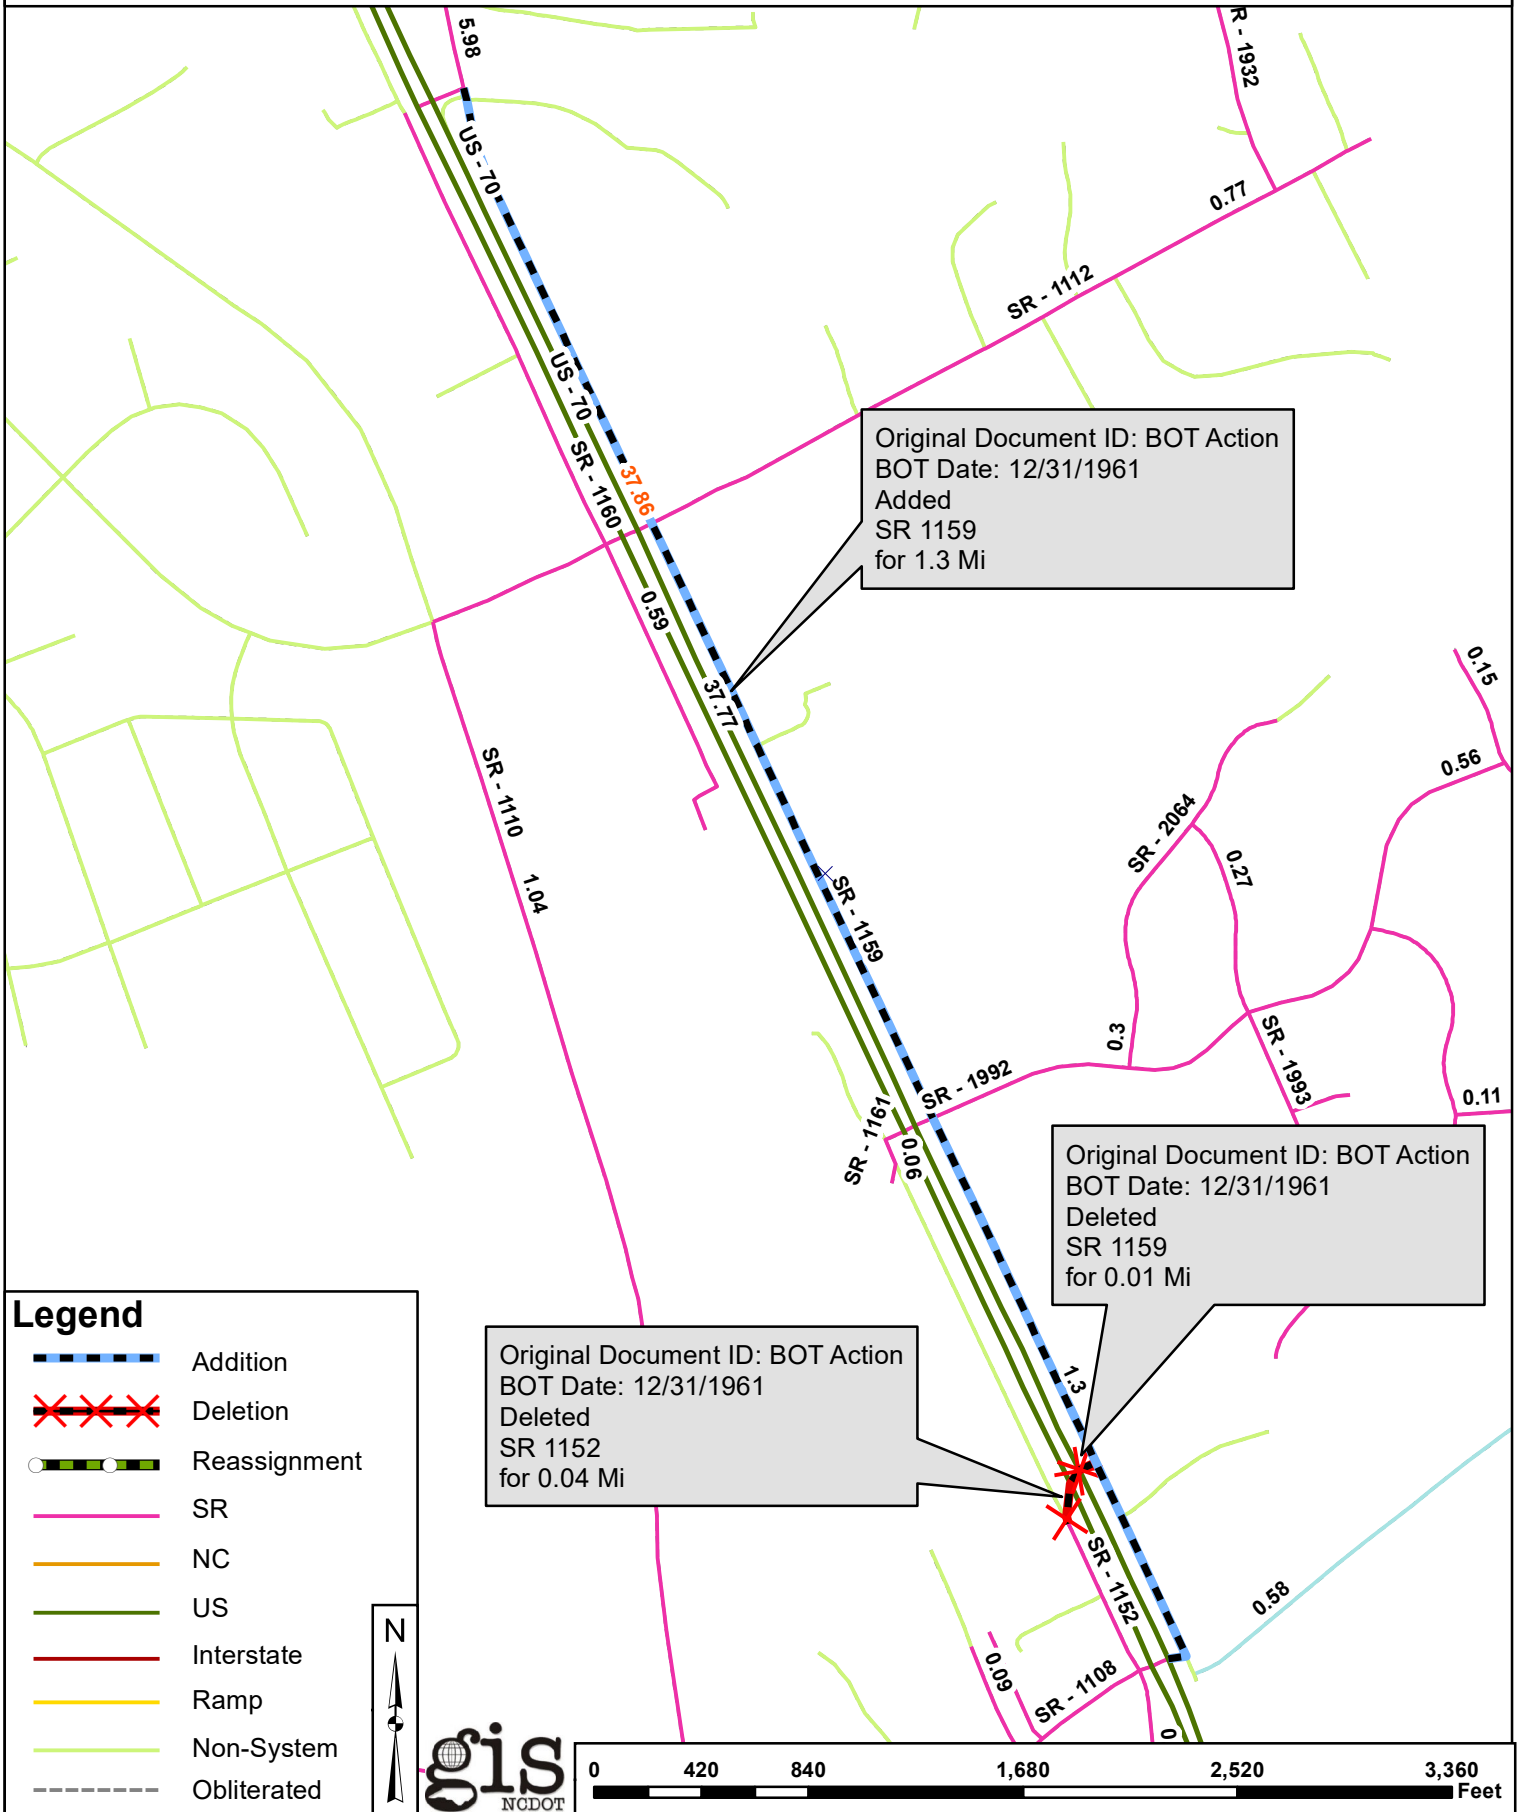 5.98
R - 1932
US - 70
0.77
SR - 1112
US - 70
SR - 1160
37.86
Original Document ID: BOT Action
BOT Date: 12/31/1961
Added
SR 1159
for 1.3 Mi
0.59
37.77
0.15
0.56
SR - 1110
1.04
SR - 2064
0.27
SR - 1159
0.3
SR - 1992
SR - 1993
0.11
SR - 1161
0.06
Original Document ID: BOT Action
BOT Date: 12/31/1961
Deleted
SR 1159
for 0.01 Mi
1.3
Original Document ID: BOT Action
BOT Date: 12/31/1961
Deleted
SR 1152
for 0.04 Mi
SR - 1152
0.58
0.09
SR - 1108
0
Legend
Addition
Deletion
Reassignment
SR
NC
US
Interstate
Ramp
Non-System
Obliterated
N
gis
NCDOT
0 420 840 1,680 2,520 3,360
Feet